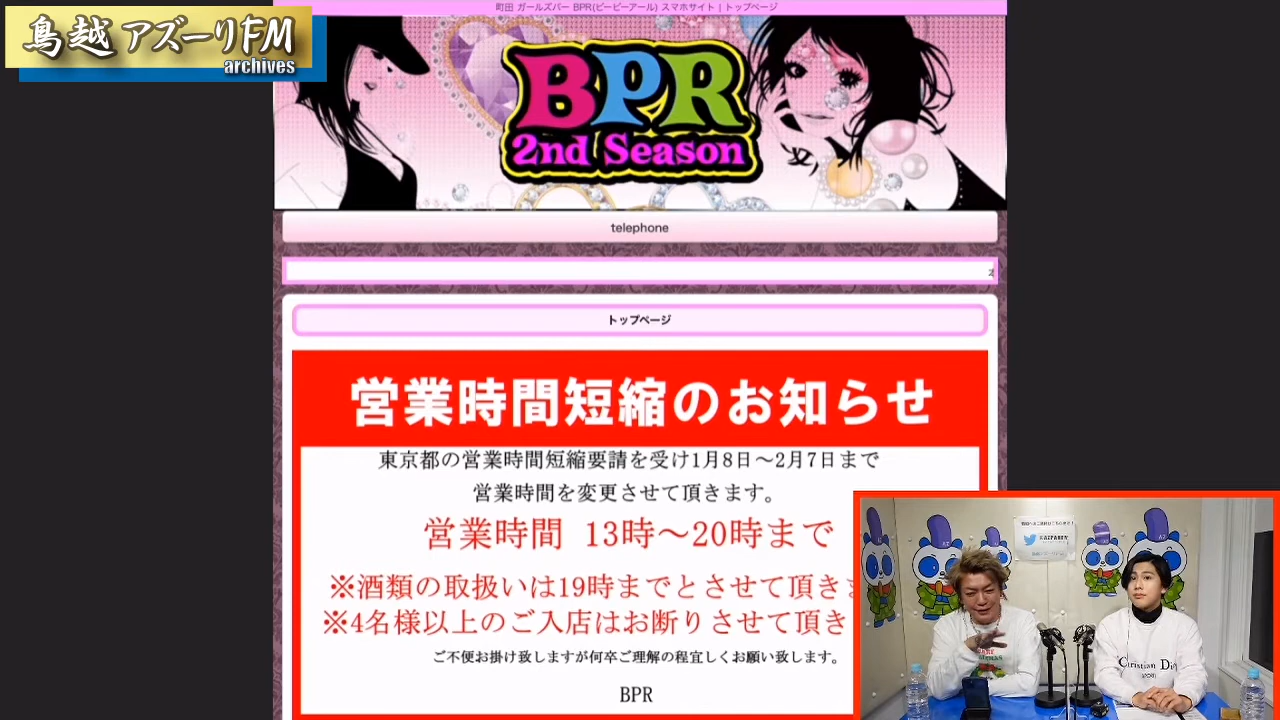 町田 ガールズバー BPR(ビーピーアール) スマホサイト | トップページ
鳥越 アズーリFM
archives
BPR
2nd Season
telephone
トップページ
営業時間短縮のお知らせ
東京都の営業時間短縮要請を受け1月8日～2月7日まで
営業時間を変更させて頂きます。
営業時間 13時～20時まで
※酒類の取扱いは19時までとさせて頂きま
※4名様以上のご入店はお断りさせて頂き
ご不便お掛け致しますが何卒ご理解の程宜しくお願い致します。
BPR
Christian Dior